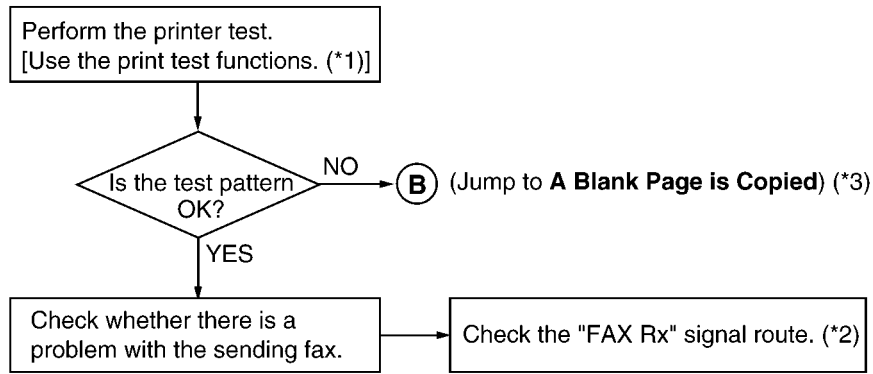 Perform the printer test.
[Use the print test functions. (*1)]
Is the test pattern
OK?
NO
B (Jump to A Blank Page is Copied) (*3)
YES
Check whether there is a
problem with the sending fax.
Check the "FAX Rx" signal route. (*2)